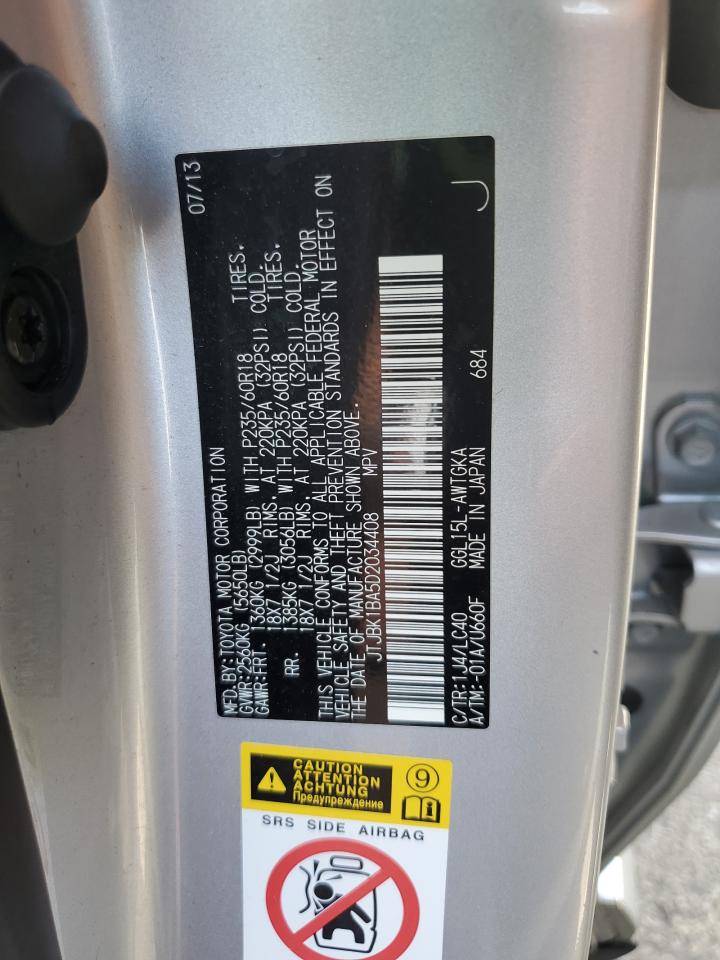 MFD. BY:TOYOTA MOTOR CORPORATION 07/13
GVWR:2560KG (5650LB)
GAWR:FRT. 1360KG (2999LB) WITH P235/60R18 TIRES.
18X7 1/2J RIMS. AT 220KPA (32PSI) COLD.
RR. 1385KG (3056LB) WITH P235/60R18 TIRES.
18X7 1/2J RIMS. AT 220KPA (32PSI) COLD.
THIS VEHICLE CONFORMS TO ALL APPLICABLE FEDERAL MOTOR
VEHICLE SAFETY AND THEFT PREVENTION STANDARDS IN EFFECT ON
THE DATE OF MANUFACTURE SHOWN ABOVE.
JTJBK1BA5D2034408 MPV
C/TR:1J4/LC40 GGL15L-AWTGKA
A/TM:-01A/U660F MADE IN JAPAN 684 J
CAUTION
ATTENTION
ACHTUNG
Предупреждение
9
i
SRS SIDE AIRBAG